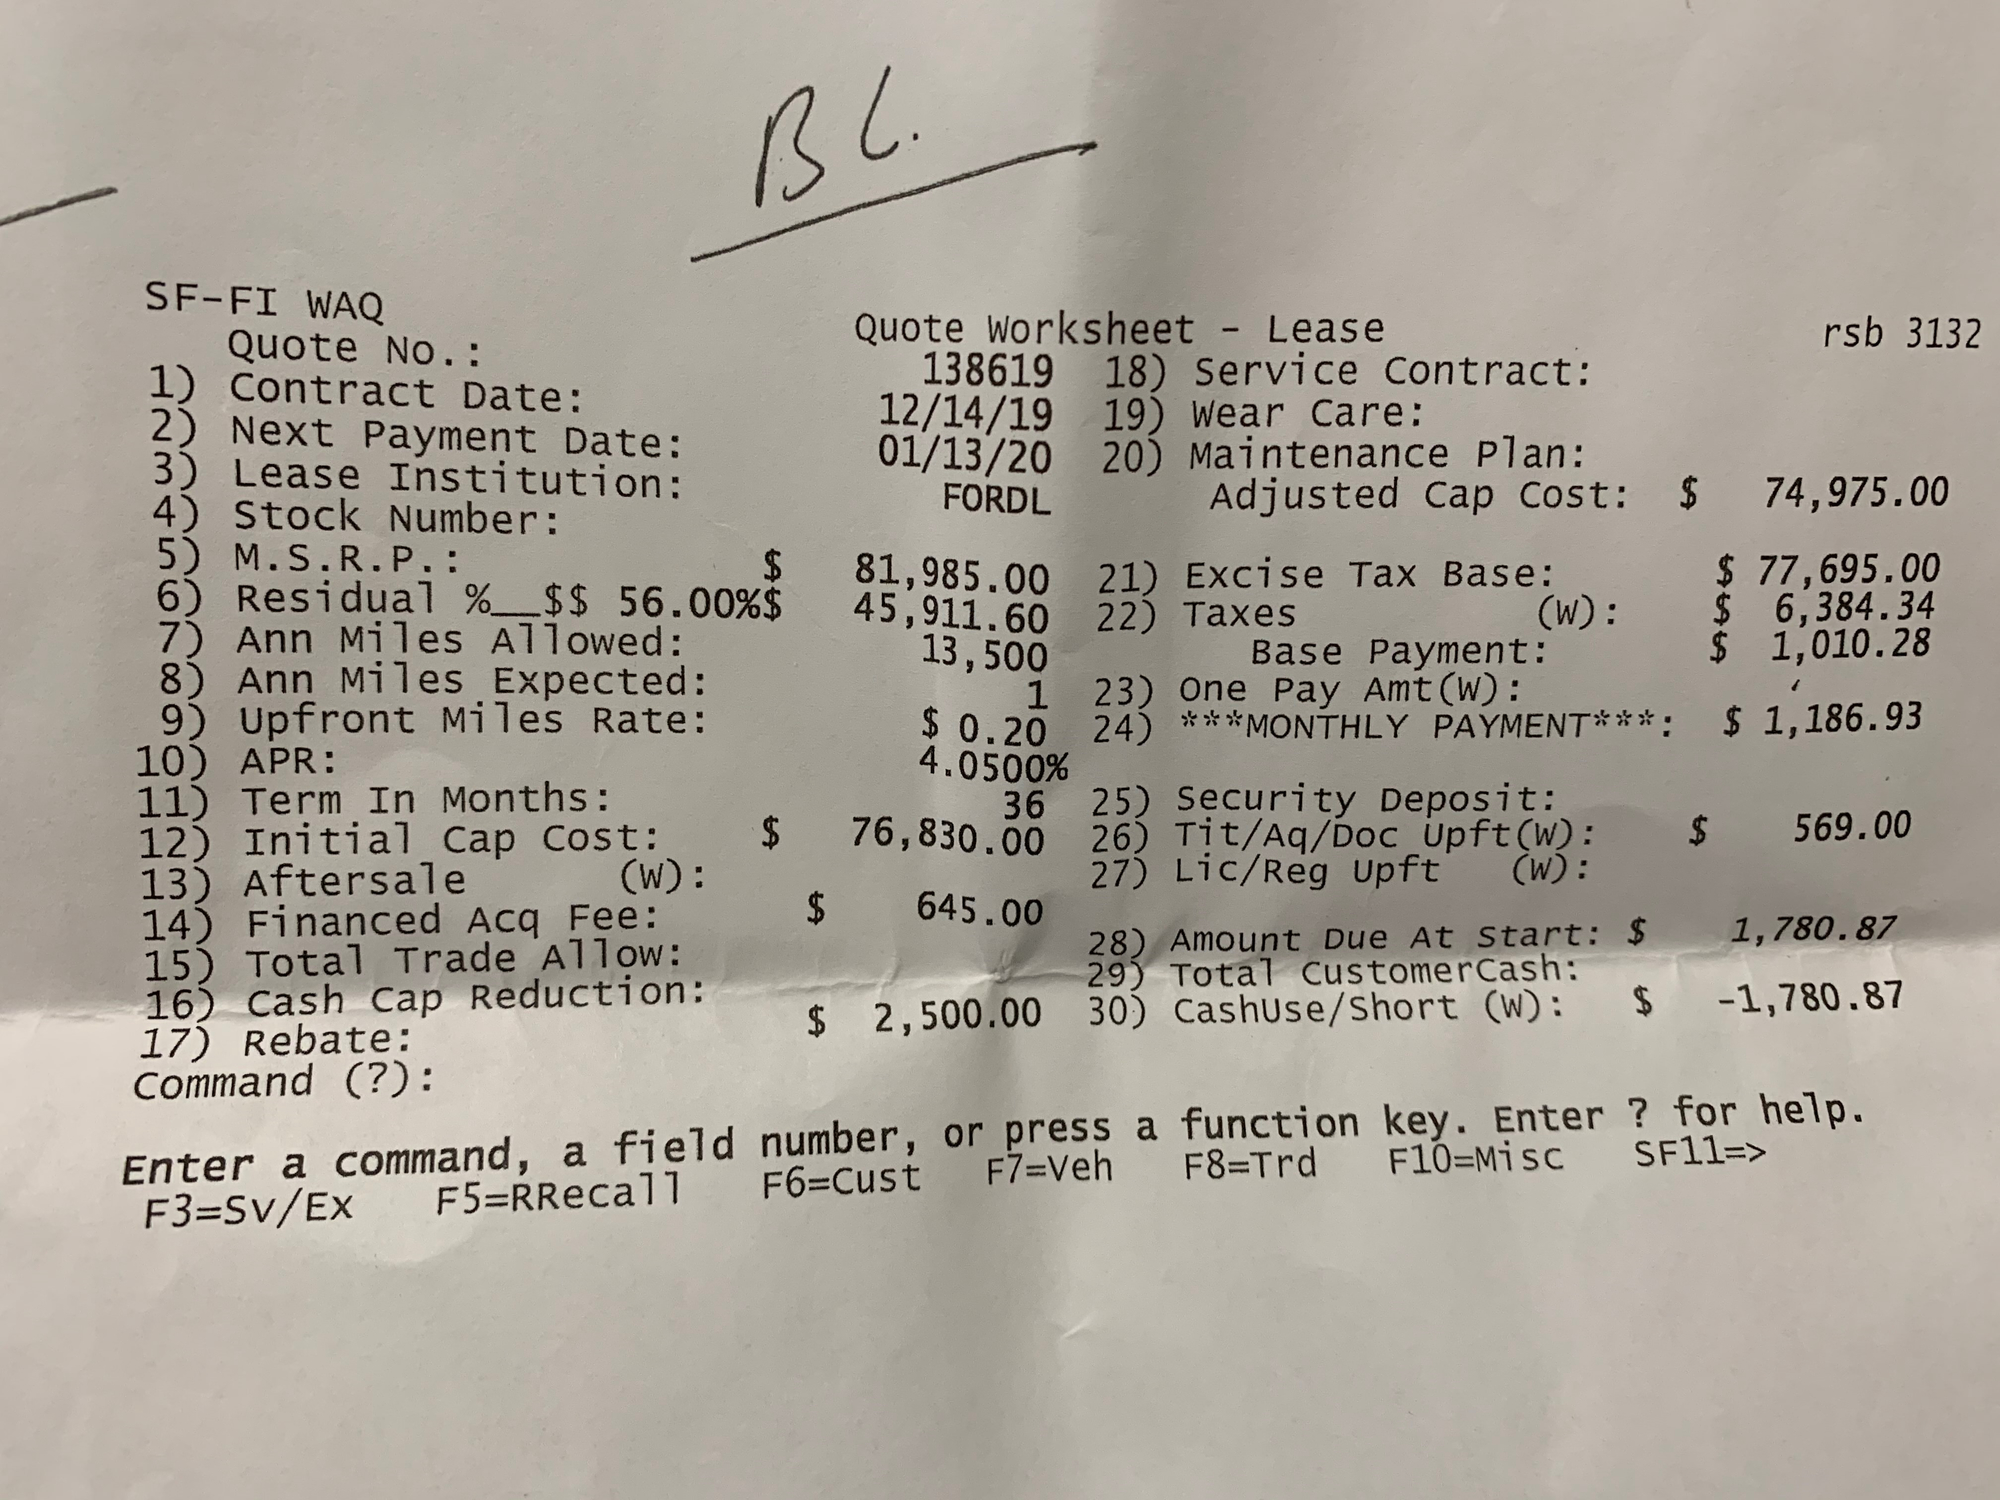 BL.
SF-FI WAQ Quote Worksheet - Lease rsb 3132
Quote No.: 138619 18) Service Contract:
1) Contract Date: 12/14/19 19) Wear Care:
2) Next Payment Date: 01/13/20 20) Maintenance Plan:
3) Lease Institution: FORDL Adjusted Cap Cost: $ 74,975.00
4) Stock Number:
5) M.S.R.P.: $ 81,985.00 21) Excise Tax Base: $ 77,695.00
6) Residual %__$$ 56.00%$ 45,911.60 22) Taxes (W): $ 6,384.34
7) Ann Miles Allowed: 13,500 Base Payment: $ 1,010.28
8) Ann Miles Expected: 1 23) One Pay Amt(W):
9) Upfront Miles Rate: $ 0.20 24) ***MONTHLY PAYMENT***: $ 1,186.93
10) APR: 4.0500%
11) Term In Months: 36 25) Security Deposit:
12) Initial Cap Cost: $ 76,830.00 26) Tit/Aq/Doc Upft(W): $ 569.00
13) Aftersale (W): 27) Lic/Reg Upft (W):
14) Financed Acq Fee: $ 645.00
15) Total Trade Allow: 28) Amount Due At Start: $ 1,780.87
16) Cash Cap Reduction: 29) Total CustomerCash:
17) Rebate: $ 2,500.00 30) CashUse/Short (W): $ -1,780.87
Command (?):
Enter a command, a field number, or press a function key. Enter ? for help.
F3=Sv/Ex F5=RRecall F6=Cust F7=Veh F8=Trd F10=Misc SF11=>